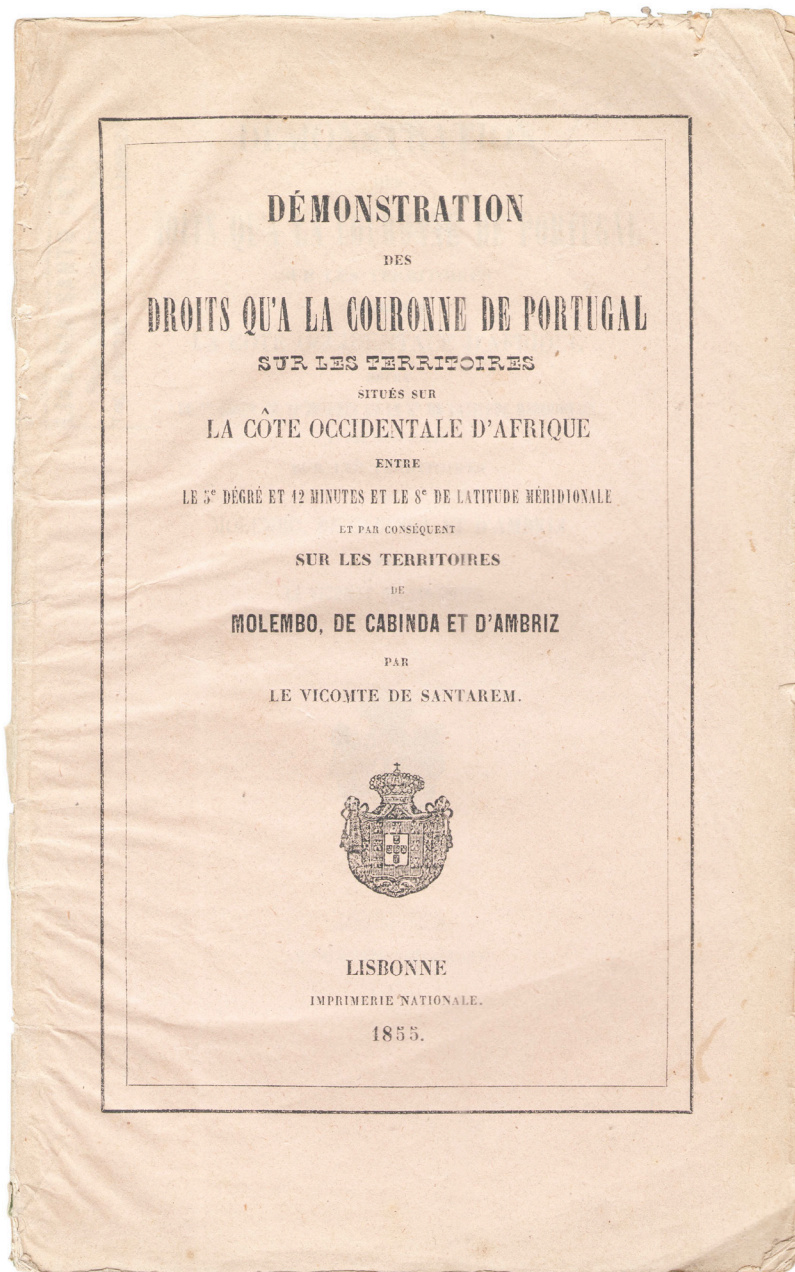 DÉMONSTRATION
DES
DROITS QU'A LA COURONNE DE PORTUGAL
SUR LES TERRITOIRES
SITUÉS SUR
LA CÔTE OCCIDENTALE D'AFRIQUE
ENTRE
LE 5e DÉGRÉ ET 12 MINUTES ET LE 8e DE LATITUDE MÉRIDIONALE
ET PAR CONSÉQUENT
SUR LES TERRITOIRES
DE
MOLEMBO, DE CABINDA ET D'AMBRIZ
PAR
LE VICOMTE DE SANTAREM.
LISBONNE
IMPRIMERIE NATIONALE.
1855.